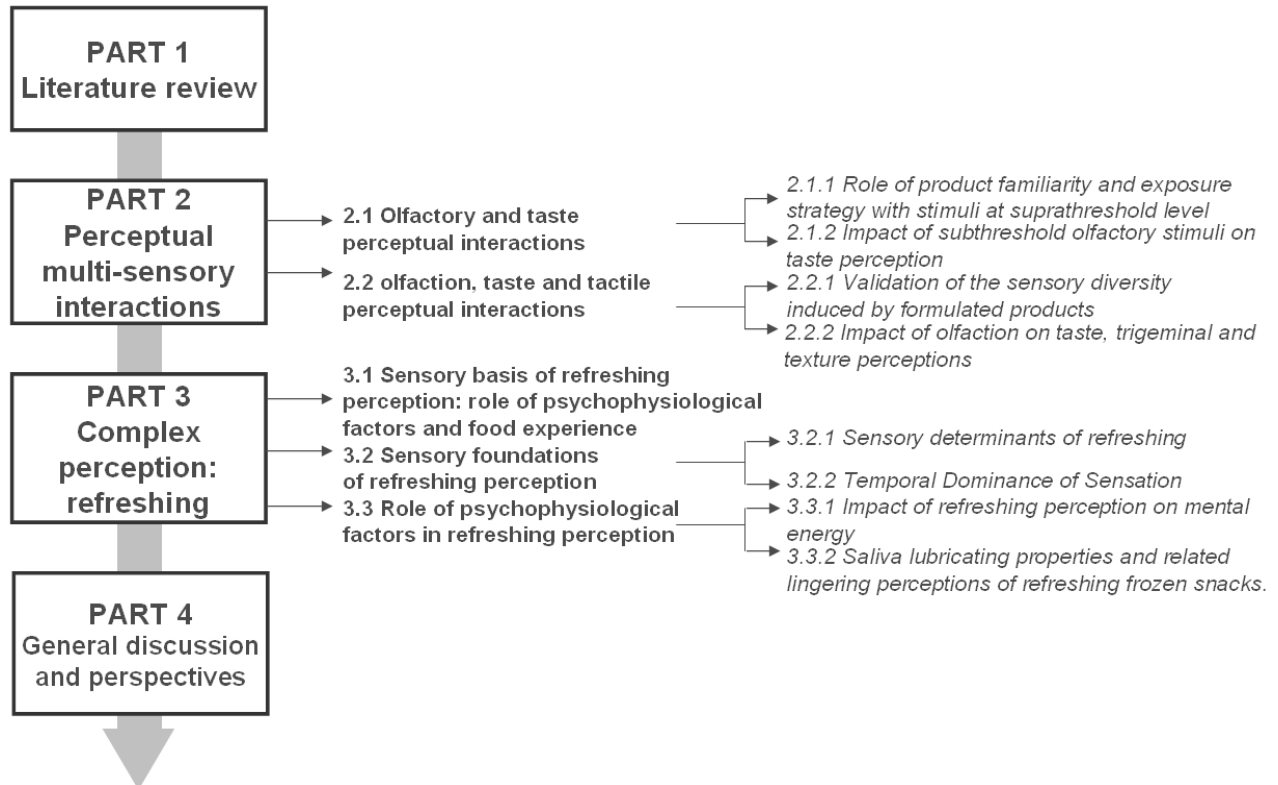 PART 1
Literature review
PART 2
Perceptual
multi-sensory
interactions
2.1 Olfactory and taste
perceptual interactions
2.1.1 Role of product familiarity and exposure
strategy with stimuli at suprathreshold level
2.1.2 Impact of subthreshold olfactory stimuli on
taste perception
2.2 olfaction, taste and tactile
perceptual interactions
2.2.1 Validation of the sensory diversity
induced by formulated products
2.2.2 Impact of olfaction on taste, trigeminal and
texture perceptions
PART 3
Complex
perception:
refreshing
3.1 Sensory basis of refreshing
perception: role of psychophysiological
factors and food experience
3.2 Sensory foundations
of refreshing perception
3.2.1 Sensory determinants of refreshing
3.2.2 Temporal Dominance of Sensation
3.3 Role of psychophysiological
factors in refreshing perception
3.3.1 Impact of refreshing perception on mental
energy
3.3.2 Saliva lubricating properties and related
lingering perceptions of refreshing frozen snacks.
PART 4
General discussion
and perspectives